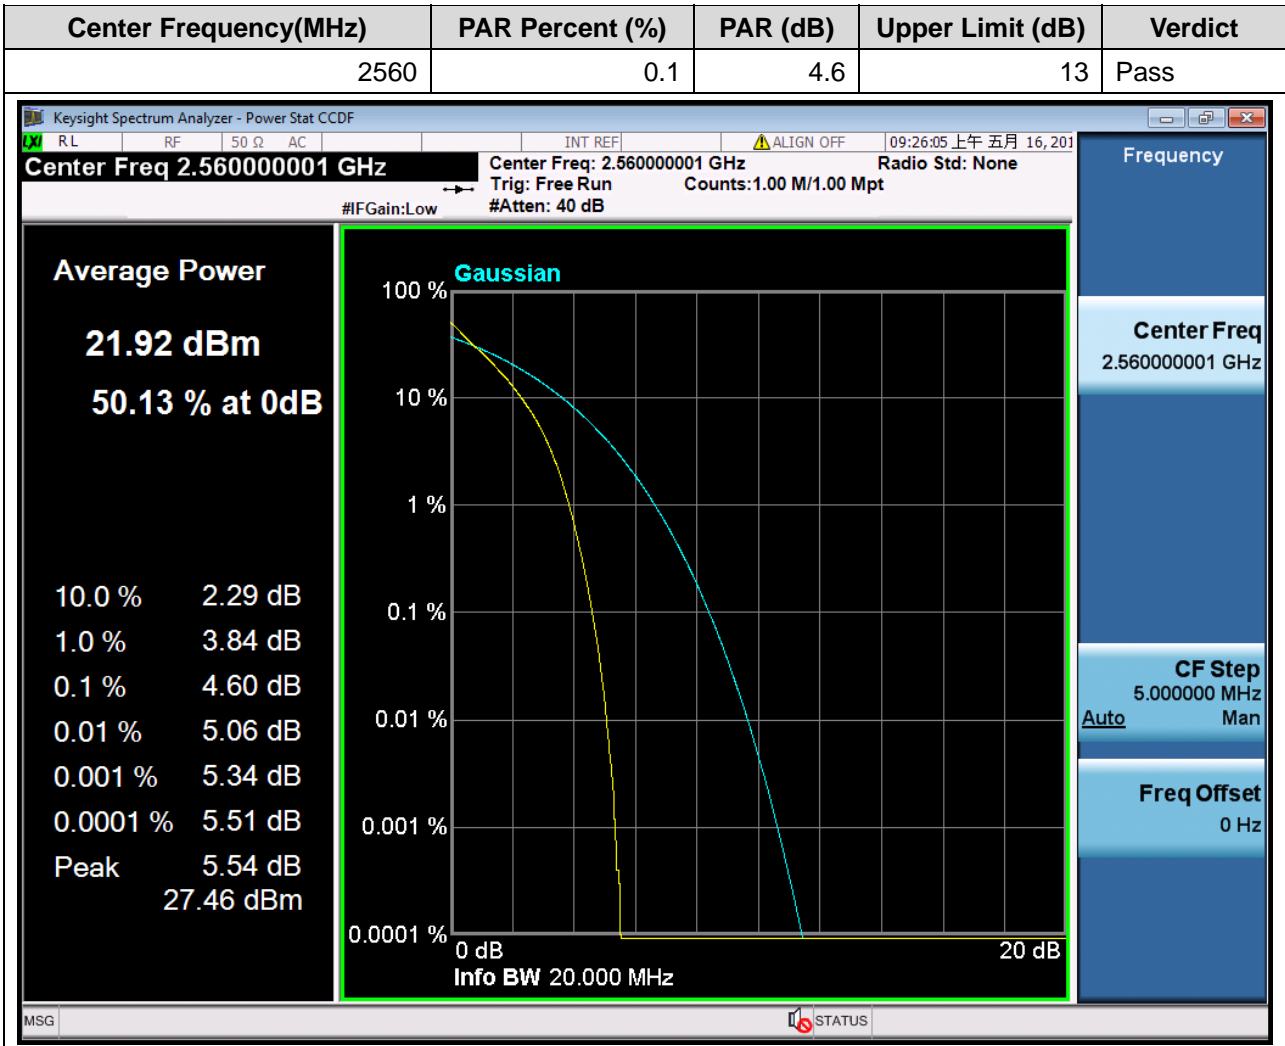 Center Frequency(MHz) PAR Percent (%) PAR (dB) Upper Limit (dB) Verdict
2560 0.1 4.6 13 Pass
Keysight Spectrum Analyzer - Power Stat CCDF
LXI RL RF 50 Ω AC INT REF ALIGN OFF 09:26:05 上午 五月 16, 201
Center Freq 2.560000001 GHz
Center Freq: 2.560000001 GHz Radio Std: None
Trig: Free Run Counts:1.00 M/1.00 Mpt
#IFGain:Low #Atten: 40 dB
Frequency
Average Power
21.92 dBm
50.13 % at 0dB
10.0 % 2.29 dB
1.0 % 3.84 dB
0.1 % 4.60 dB
0.01 % 5.06 dB
0.001 % 5.34 dB
0.0001 % 5.51 dB
Peak 5.54 dB
27.46 dBm
Gaussian
100 %
10 %
1 %
0.1 %
0.01 %
0.001 %
0.0001 %
0 dB 20 dB
Info BW 20.000 MHz
Center Freq
2.560000001 GHz
CF Step
5.000000 MHz
Auto Man
Freq Offset
0 Hz
MSG STATUS